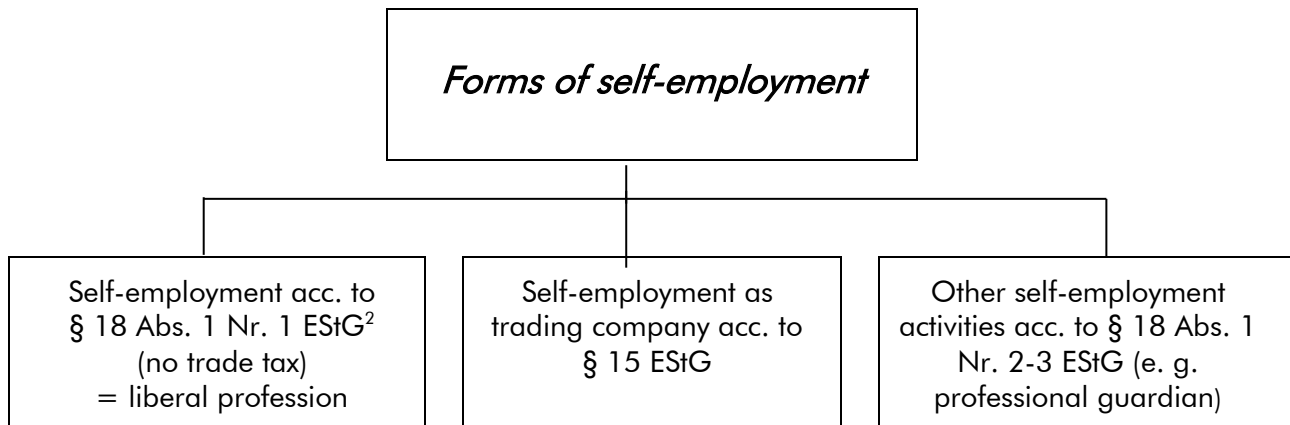 Forms of self-employment
Self-employment acc. to
§ 18 Abs. 1 Nr. 1 EStG²
(no trade tax)
= liberal profession
Self-employment as
trading company acc. to
§ 15 EStG
Other self-employment
activities acc. to § 18 Abs. 1
Nr. 2-3 EStG (e. g.
professional guardian)